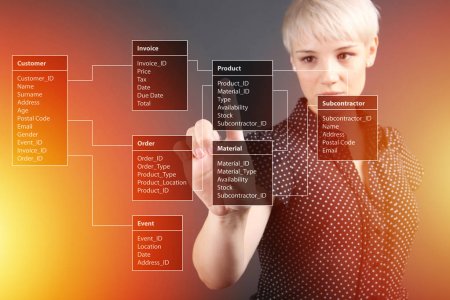 Customer
Customer_ID
Name
Surname
Address
Age
Postal Code
Email
Gender
Event_ID
Invoice_ID
Order_ID
Invoice
Invoice_ID
Price
Tax
Date
Due Date
Total
Order
Order_ID
Order_Type
Product_Type
Product_Location
Product_ID
Event
Event_ID
Location
Date
Address_ID
Product
Product_ID
Material_ID
Type
Availability
Stock
Subcontractor_ID
Material
Material_ID
Material_Type
Availability
Stock
Subcontractor_ID
Subcontractor
Subcontractor_ID
Name
Address
Postal Code
Email